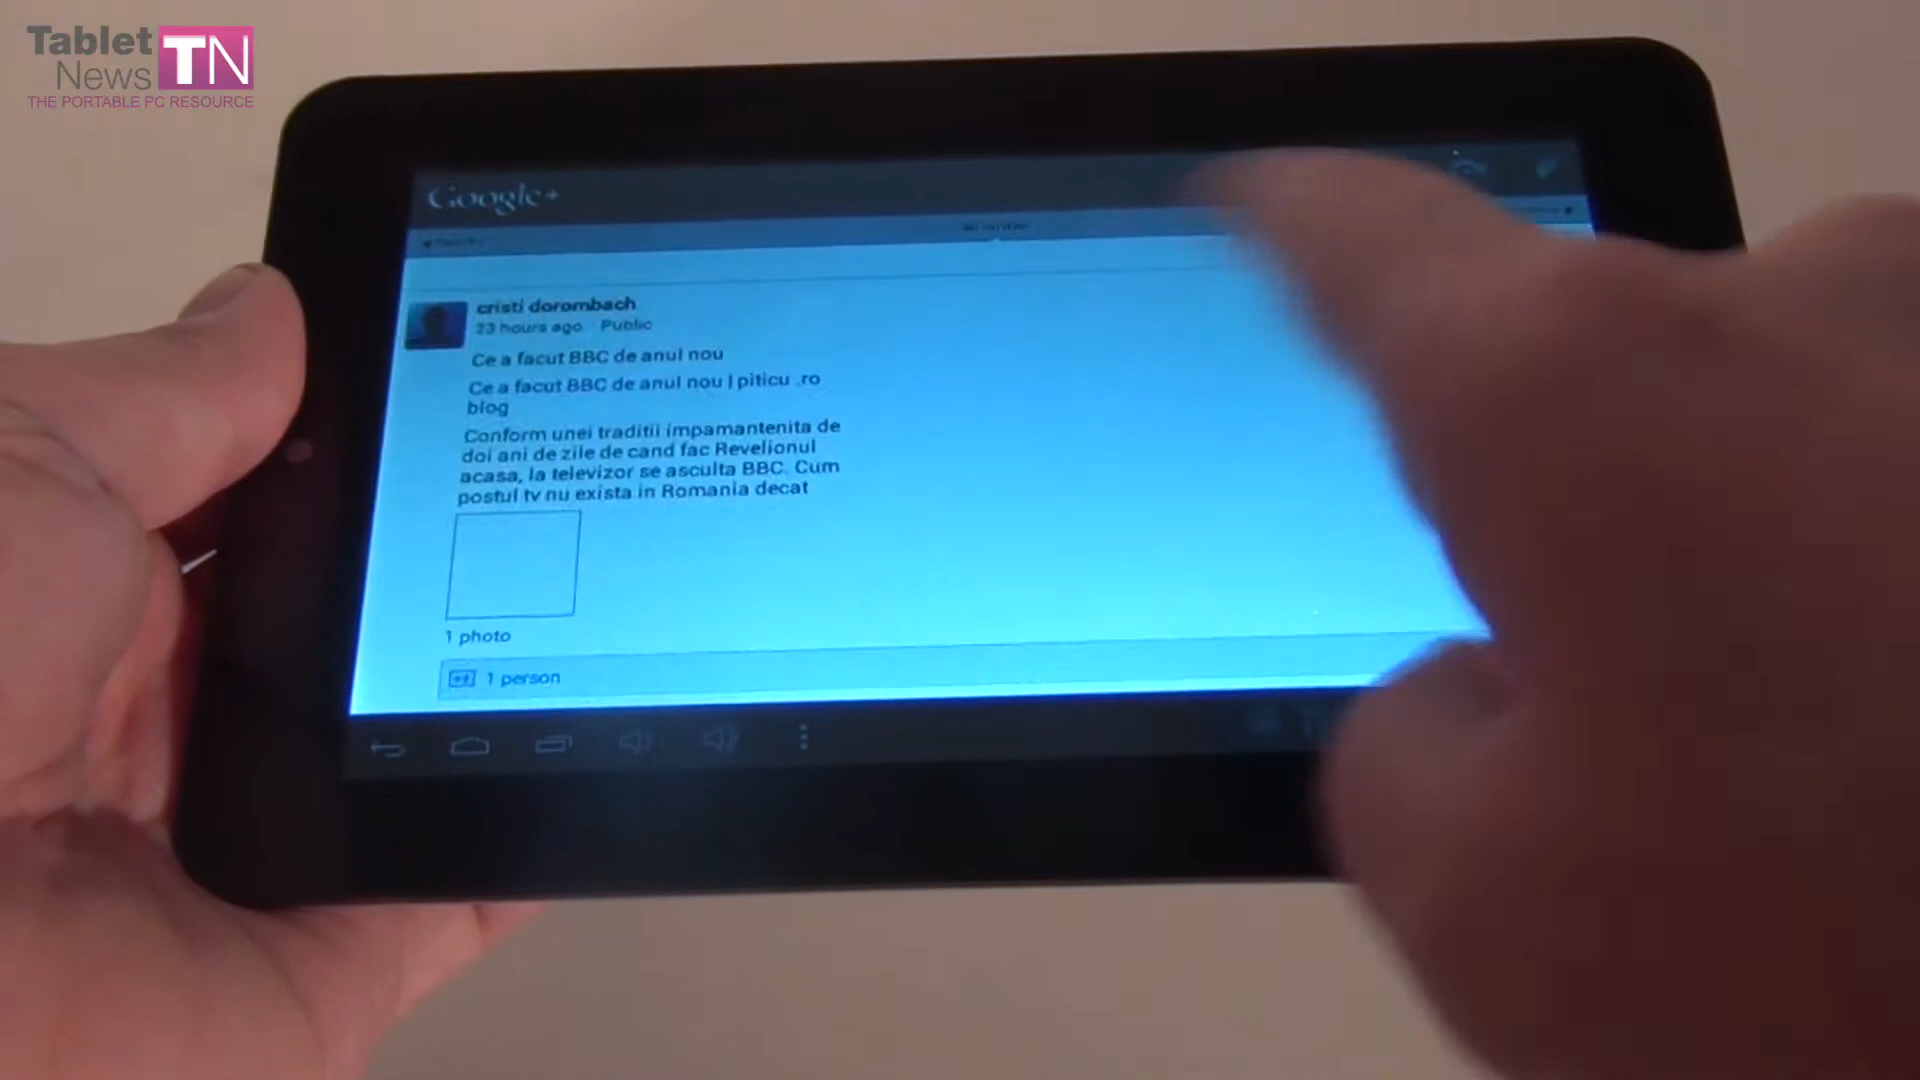 Tablet
News TN
THE PORTABLE PC RESOURCE
Google+
cristi dorombach
23 hours ago Public
Ce a facut BBC de anul nou
Ce a facut BBC de anul nou | piticu .ro
blog
Conform unei traditii impamantenita de
doi ani de zile de cand fac Revelionul
acasa, la televizor se asculta BBC. Cum
postul tv nu exista in Romania decat
1 photo
1 person